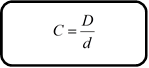 C = D/d